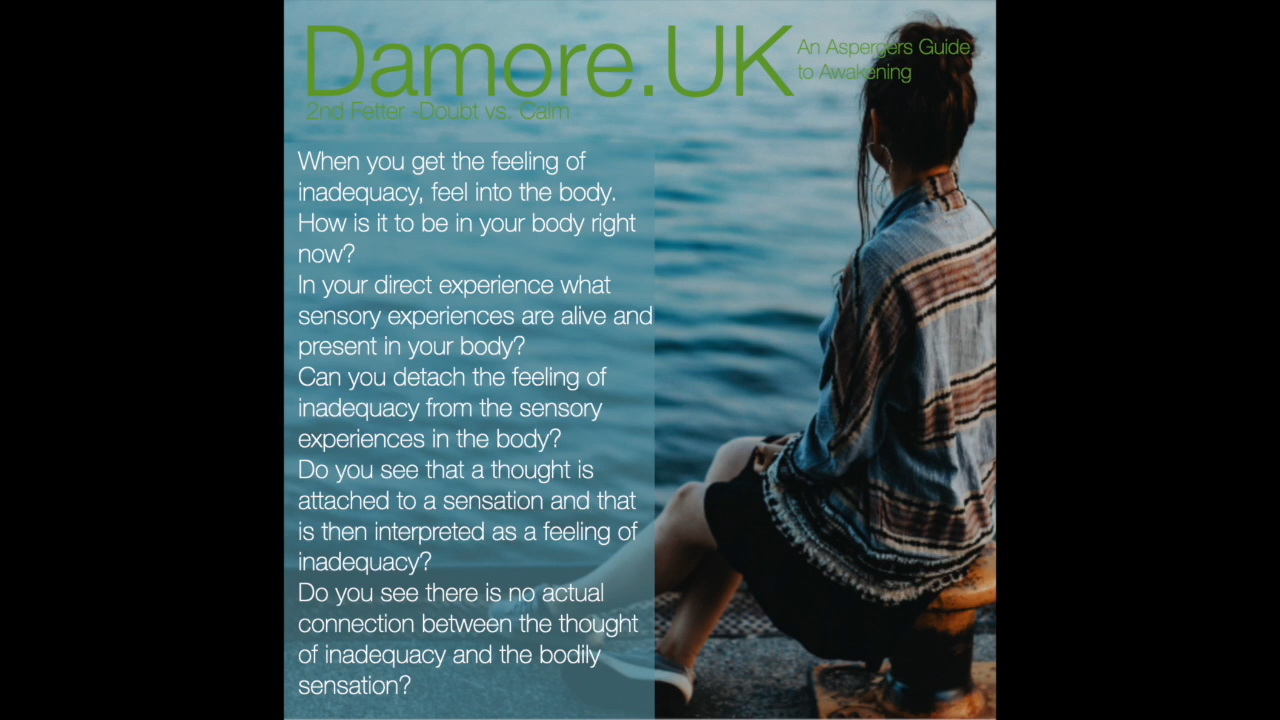 Damore.UK
An Aspergers Guide
to Awakening
2nd Fetter -Doubt vs. Calm
When you get the feeling of
inadequacy, feel into the body.
How is it to be in your body right
now?
In your direct experience what
sensory experiences are alive and
present in your body?
Can you detach the feeling of
inadequacy from the sensory
experiences in the body?
Do you see that a thought is
attached to a sensation and that
is then interpreted as a feeling of
inadequacy?
Do you see there is no actual
connection between the thought
of inadequacy and the bodily
sensation?